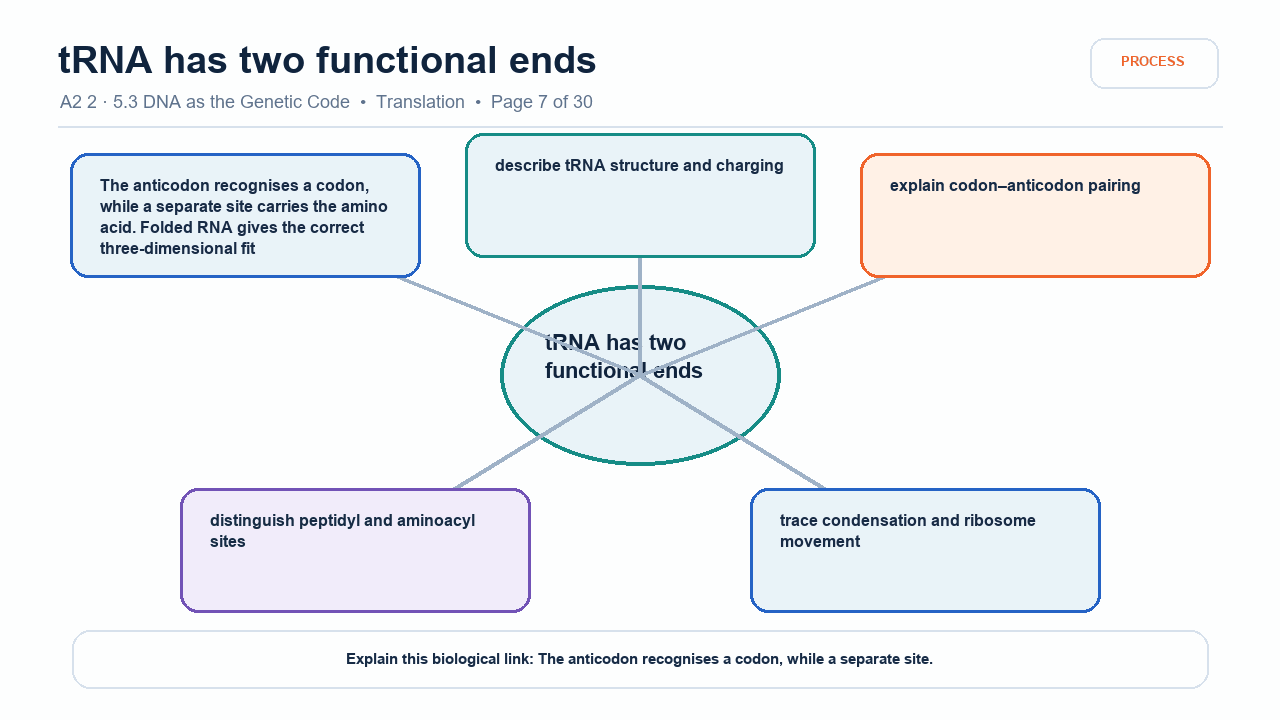 tRNA has two functional ends
PROCESS
A2 2 · 5.3 DNA as the Genetic Code • Translation • Page 7 of 30
The anticodon recognises a codon,
while a separate site carries the amino
acid. Folded RNA gives the correct
three-dimensional fit
describe tRNA structure and charging
explain codon–anticodon pairing
tRNA has two
functional ends
distinguish peptidyl and aminoacyl
sites
trace condensation and ribosome
movement
Explain this biological link: The anticodon recognises a codon, while a separate site.